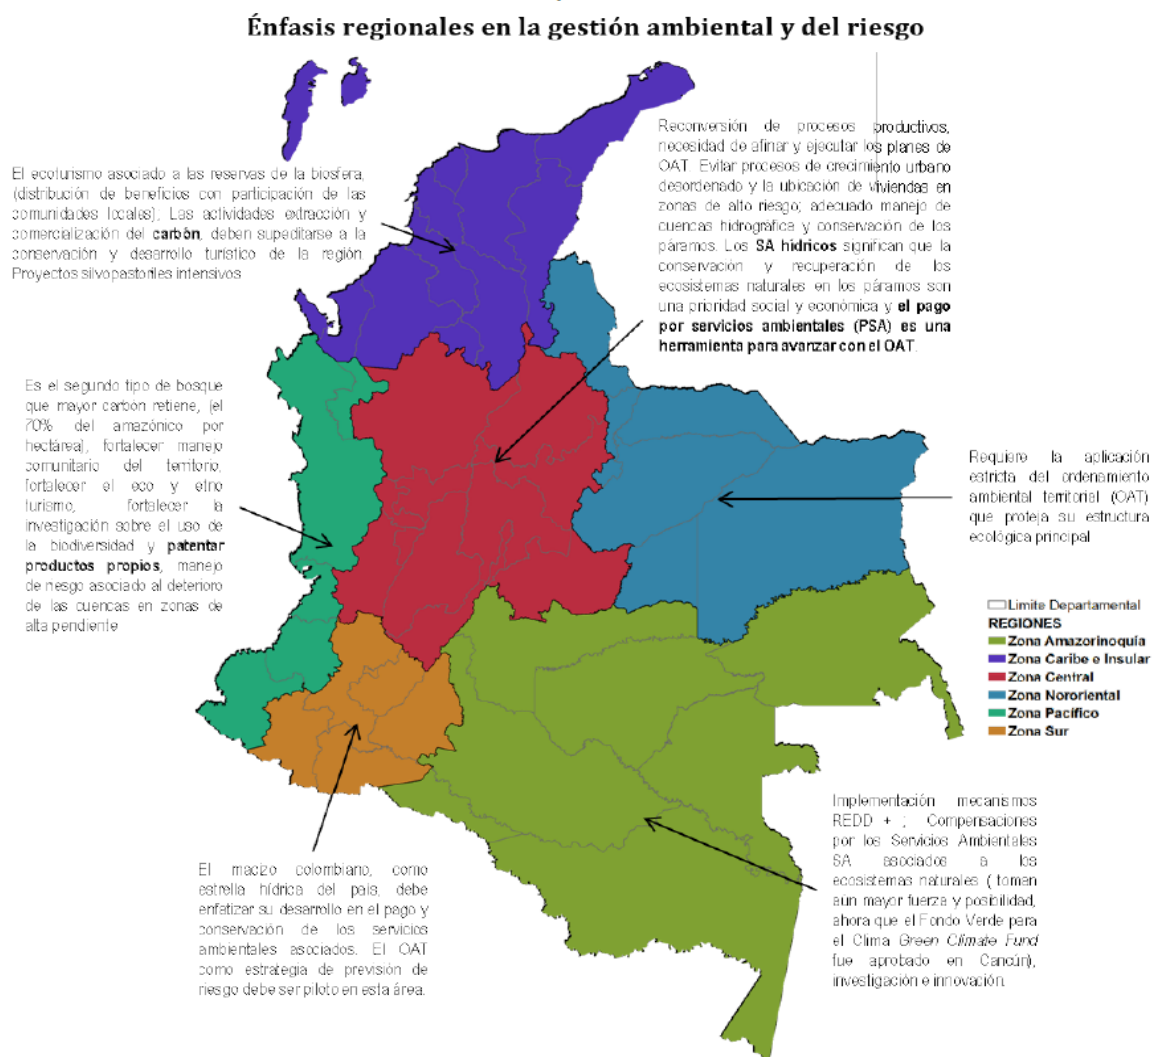 Énfasis regionales en la gestión ambiental y del riesgo
El ecoturismo asociado a las reservas de la biosfera,
(distribución de beneficios con participación de las
comunidades locales); Las actividades extracción y
comercialización del carbón, deben supeditarse a la
conservación y desarrollo turístico de la región
Proyectos silvopastoriles intensivos
Reconversión de procesos productivos,
necesidad de afinar y ejecutar los planes de
OAT. Evitar procesos de crecimiento urbano
desordenado y la ubicación de viviendas en
zonas de alto riesgo; adecuado manejo de
cuencas hidrográfica y conservación de los
páramos. Los SA hídricos significan que la
conservación y recuperación de los
ecosistemas naturales en los páramos son
una prioridad social y económica y el pago
por servicios ambientales (PSA) es una
herramienta para avanzar con el OAT.
Es el segundo tipo de bosque
que mayor carbón retiene, (el
70% del amazónico por
hectárea), fortalecer manejo
comunitario del territorio,
fortalecer el eco y etno
turismo, fortalecer la
investigación sobre el uso de
la biodiversidad y patentar
productos propios, manejo
de riesgo asociado al deterioro
de las cuencas en zonas de
alta pendiente
Requiere la aplicación
estricta del ordenamiento
ambiental territorial (OAT)
que proteja su estructura
ecológica principal
Limite Departamental
REGIONES
Zona Amazorinoquía
Zona Caribe e Insular
Zona Central
Zona Nororiental
Zona Pacífico
Zona Sur
El macizo colombiano, como
estrella hídrica del país, debe
enfatizar su desarrollo en el pago y
conservación de los servicios
ambientales asociados. El OAT
como estrategia de previsión de
riesgo debe ser piloto en esta área.
Implementación mecanismos
REDD + ; Compensaciones
por los Servicios Ambientales
SA asociados a los
ecosistemas naturales ( toman
aún mayor fuerza y posibilidad,
ahora que el Fondo Verde para
el Clima Green Climate Fund
fue aprobado en Cancún),
investigación e innovación.